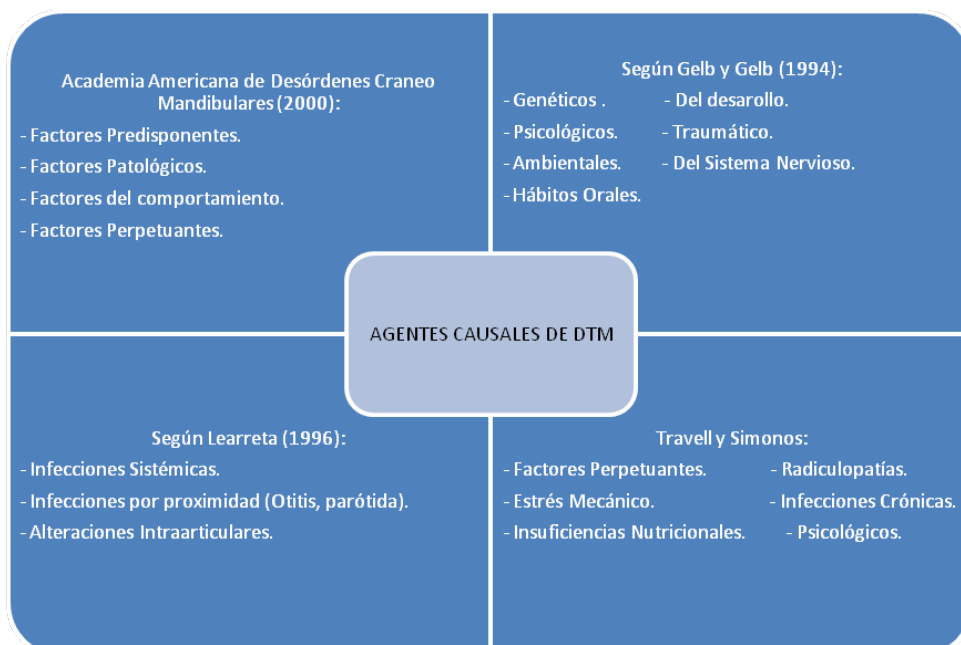 Academia Americana de Desórdenes Craneo
Mandibulares (2000):
- Factores Predisponentes.
- Factores Patológicos.
- Factores del comportamiento.
- Factores Perpetuantes.
Según Gelb y Gelb (1994):
- Genéticos . - Del desarollo.
- Psicológicos. - Traumático.
- Ambientales. - Del Sistema Nervioso.
- Hábitos Orales.
AGENTES CAUSALES DE DTM
Según Learreta (1996):
- Infecciones Sistémicas.
- Infecciones por proximidad (Otitis, parótida).
- Alteraciones Intraarticulares.
Travell y Simonos:
- Factores Perpetuantes. - Radiculopatías.
- Estrés Mecánico. - Infecciones Crónicas.
- Insuficiencias Nutricionales. - Psicológicos.